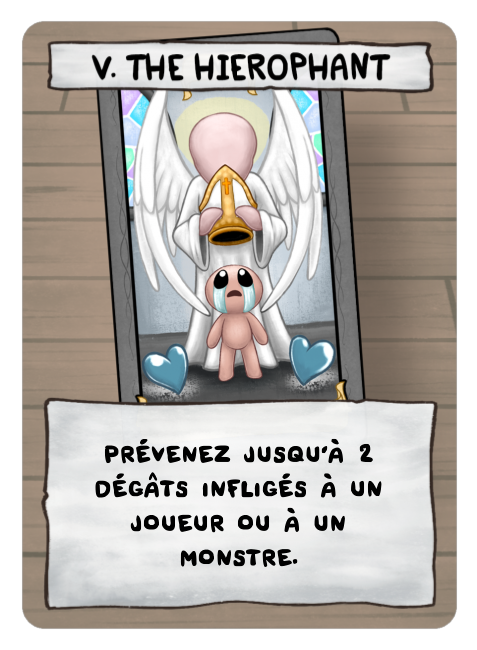 V. THE HIEROPHANT
PRÉVENEZ JUSQU'À 2
DÉGÂTS INFLIGÉS À UN
JOUEUR OU À UN
MONSTRE.